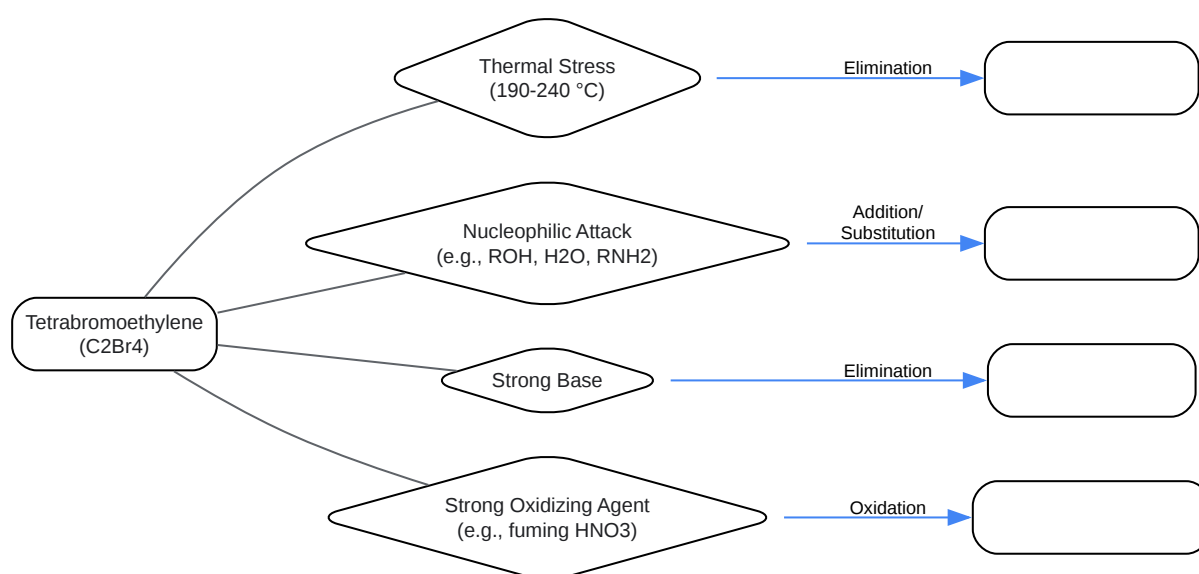 Thermal Stress
(190-240 °C)
Elimination
Nucleophilic Attack
(e.g., ROH, H2O, RNH2)
Addition/
Substitution
Tetrabromoethylene
(C2Br4)
Strong Base
Elimination
Strong Oxidizing Agent
(e.g., fuming HNO3)
Oxidation